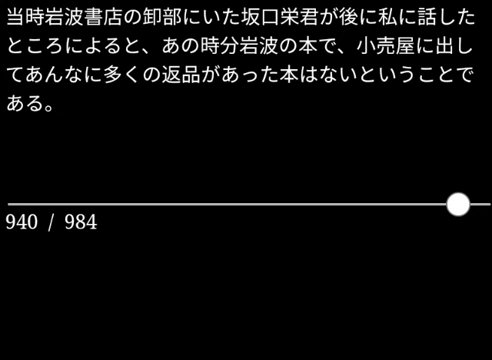 当時岩波書店の卸部にいた坂口栄君が後に私に話した
ところによると、あの時分岩波の本で、小売屋に出し
てあんなに多くの返品があった本はないということで
ある。
940 / 984